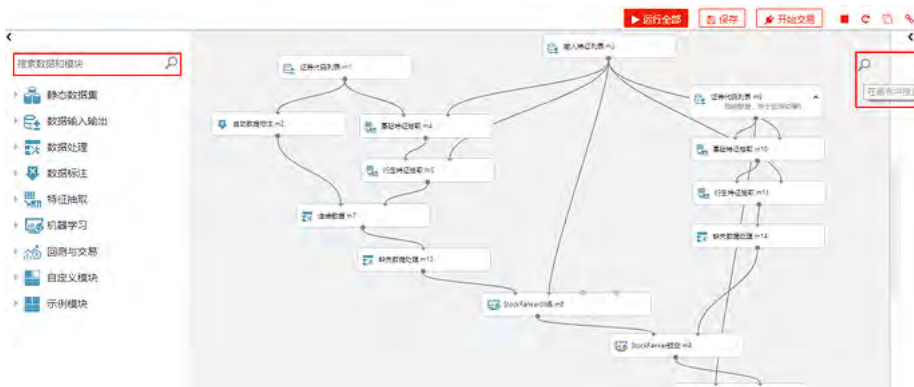 运行全部
保存
开始交易
搜索数据和模块
静态数据集
数据输入输出
数据处理
数据标注
特征抽取
机器学习
回测与交易
自定义模块
示例模块
输入特征列表 m3
证券代码列表 m1
证券代码列表 m9
自动数据标注 m2
基础特征抽取 m4
基础特征抽取 m16
衍生特征抽取 m5
连接数据 m7
缺失数据处理 m13
缺失数据处理 m14
StockRanker训练 m6
StockRanker预测 m8